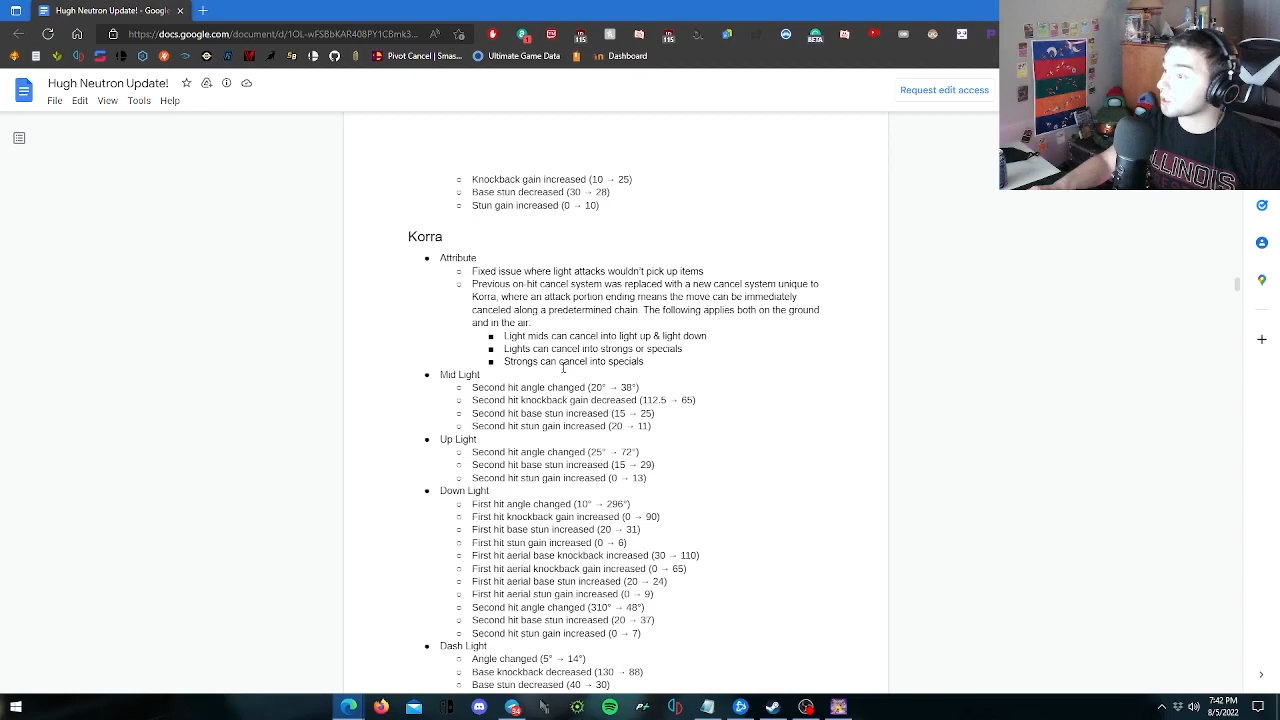 Hugh Neutron Update! - Google
https://docs.google.com/document/d/1OL-wFSBbKAR408PY1CBmk3...
Pivot Cancel | Smas...
Ultimate Game Data
Dashboard
Hugh Neutron Update!
File Edit View Tools Help
Request edit access
ILLINOIS
○ Knockback gain increased (10 → 25)
○ Base stun decreased (30 → 28)
○ Stun gain increased (0 → 10)
Korra
● Attribute
○ Fixed issue where light attacks wouldn't pick up items
○ Previous on-hit cancel system was replaced with a new cancel system unique to
Korra, where an attack portion ending means the move can be immediately
canceled along a predetermined chain. The following applies both on the ground
and in the air.
■ Light mids can cancel into light up & light down
■ Lights can cancel into strongs or specials
■ Strongs can cancel into specials
● Mid Light
○ Second hit angle changed (20° → 38°)
○ Second hit knockback gain decreased (112.5 → 65)
○ Second hit base stun increased (15 → 25)
○ Second hit stun gain increased (20 → 11)
● Up Light
○ Second hit angle changed (25° → 72°)
○ Second hit base stun increased (15 → 29)
○ Second hit stun gain increased (0 → 13)
● Down Light
○ First hit angle changed (10° → 296°)
○ First hit knockback gain increased (0 → 90)
○ First hit base stun increased (20 → 31)
○ First hit stun gain increased (0 → 6)
○ First hit aerial base knockback increased (30 → 110)
○ First hit aerial knockback gain increased (0 → 65)
○ First hit aerial base stun increased (20 → 24)
○ First hit aerial stun gain increased (0 → 9)
○ Second hit angle changed (310° → 48°)
○ Second hit base stun increased (20 → 37)
○ Second hit stun gain increased (0 → 7)
● Dash Light
○ Angle changed (5° → 14°)
○ Base knockback decreased (130 → 88)
○ Base stun decreased (40 → 30)
7:42 PM
8/5/2022